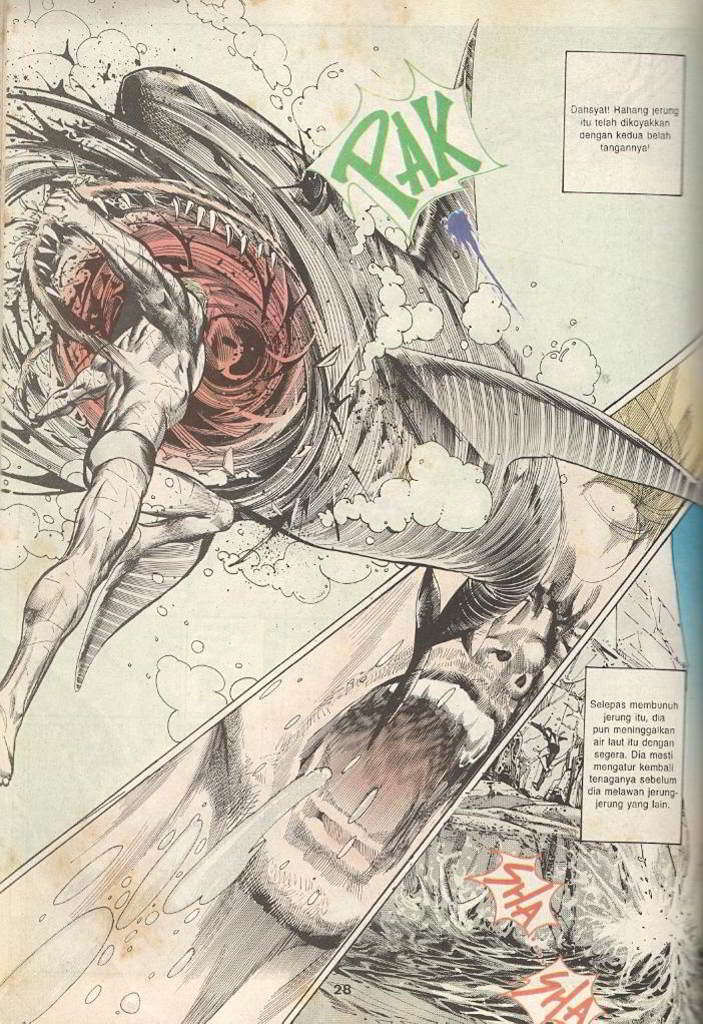 Dahsyat! Rahang jerung
itu telah dikoyakkan
dengan kedua belah
tangannya!
PAK
Selepas membunuh
jerung itu, dia
pun meninggalkan
air laut itu dengan
segera. Dia mesti
mengatur kembali
tenaganya sebelum
dia melawan jerung-
jerung yang lain.
SHA
SHA
28